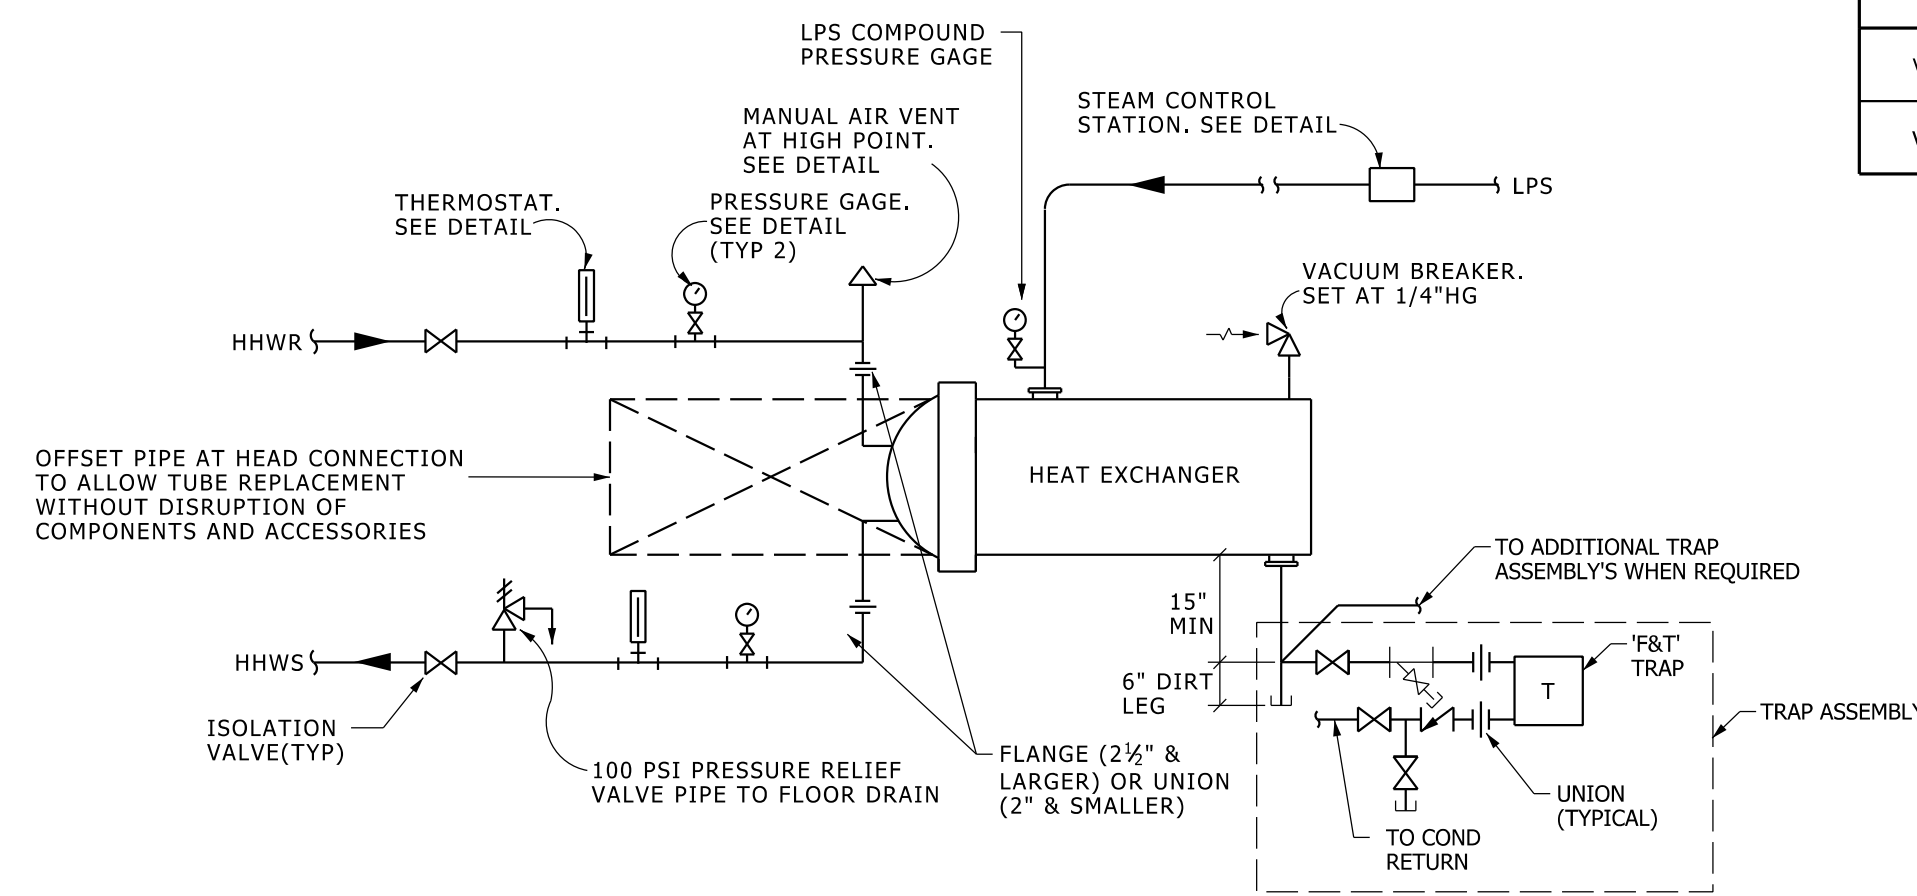 LPS COMPOUND
PRESSURE GAGE
STEAM CONTROL
STATION. SEE DETAIL
MANUAL AIR VENT
AT HIGH POINT.
SEE DETAIL
LPS
THERMOSTAT.
SEE DETAIL
PRESSURE GAGE.
SEE DETAIL
(TYP 2)
VACUUM BREAKER.
SET AT 1/4"HG
HHWR
OFFSET PIPE AT HEAD CONNECTION
TO ALLOW TUBE REPLACEMENT
WITHOUT DISRUPTION OF
COMPONENTS AND ACCESSORIES
HEAT EXCHANGER
TO ADDITIONAL TRAP
ASSEMBLY'S WHEN REQUIRED
15"
MIN
'F&T'
TRAP
HHWS
6" DIRT
LEG
T
TRAP ASSEMBLY
ISOLATION
VALVE(TYP)
100 PSI PRESSURE RELIEF
VALVE PIPE TO FLOOR DRAIN
FLANGE (2½" &
LARGER) OR UNION
(2" & SMALLER)
UNION
(TYPICAL)
TO COND
RETURN